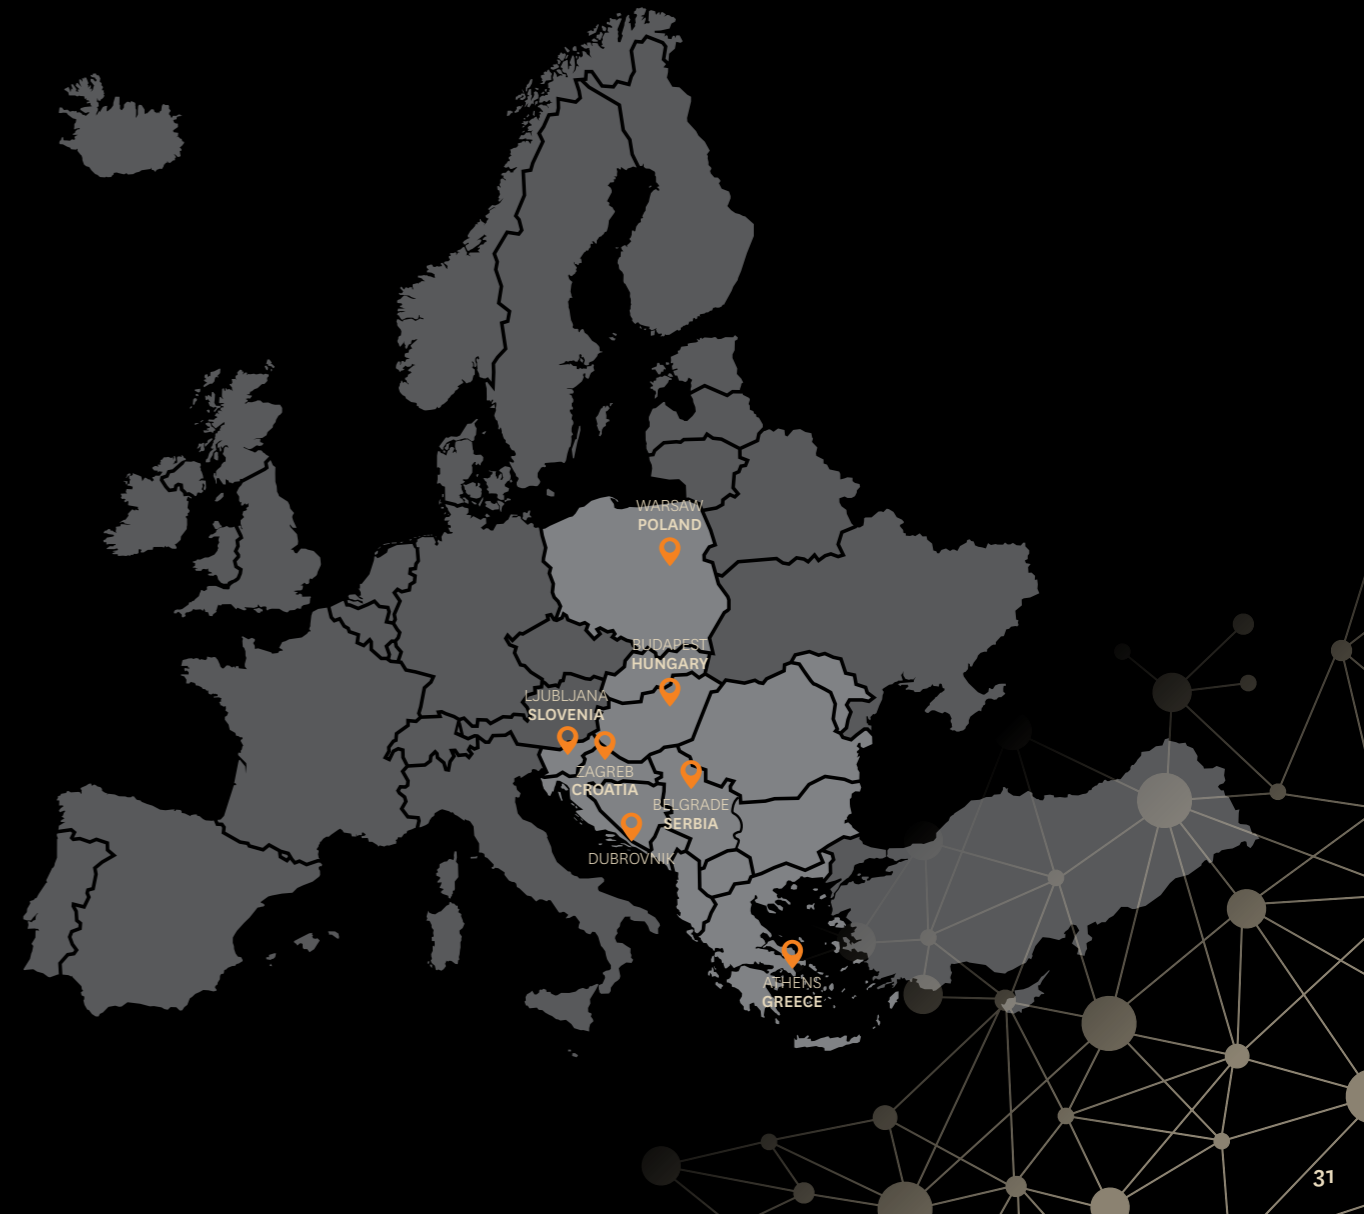 WARSAW
POLAND
BUDAPEST
HUNGARY
LJUBLJANA
SLOVENIA
ZAGREB
CROATIA
BELGRADE
SERBIA
DUBROVNIK
ATHENS
GREECE
31